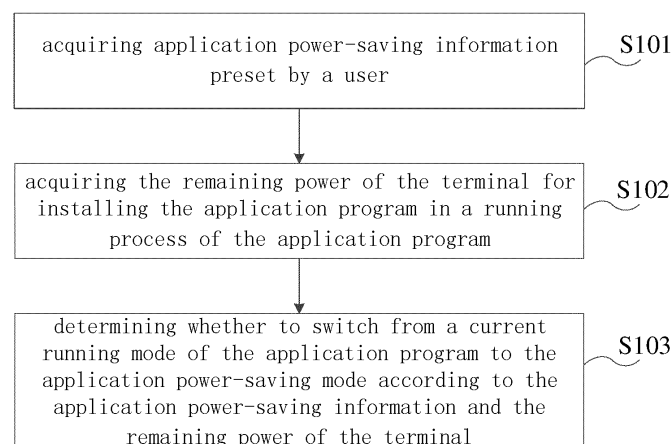 acquiring application power-saving information
preset by a user
S101
acquiring the remaining power of the terminal for
installing the application program in a running
process of the application program
S102
determining whether to switch from a current
running mode of the application program to the
application power-saving mode according to the
application power-saving information and the
remaining power of the terminal
S103